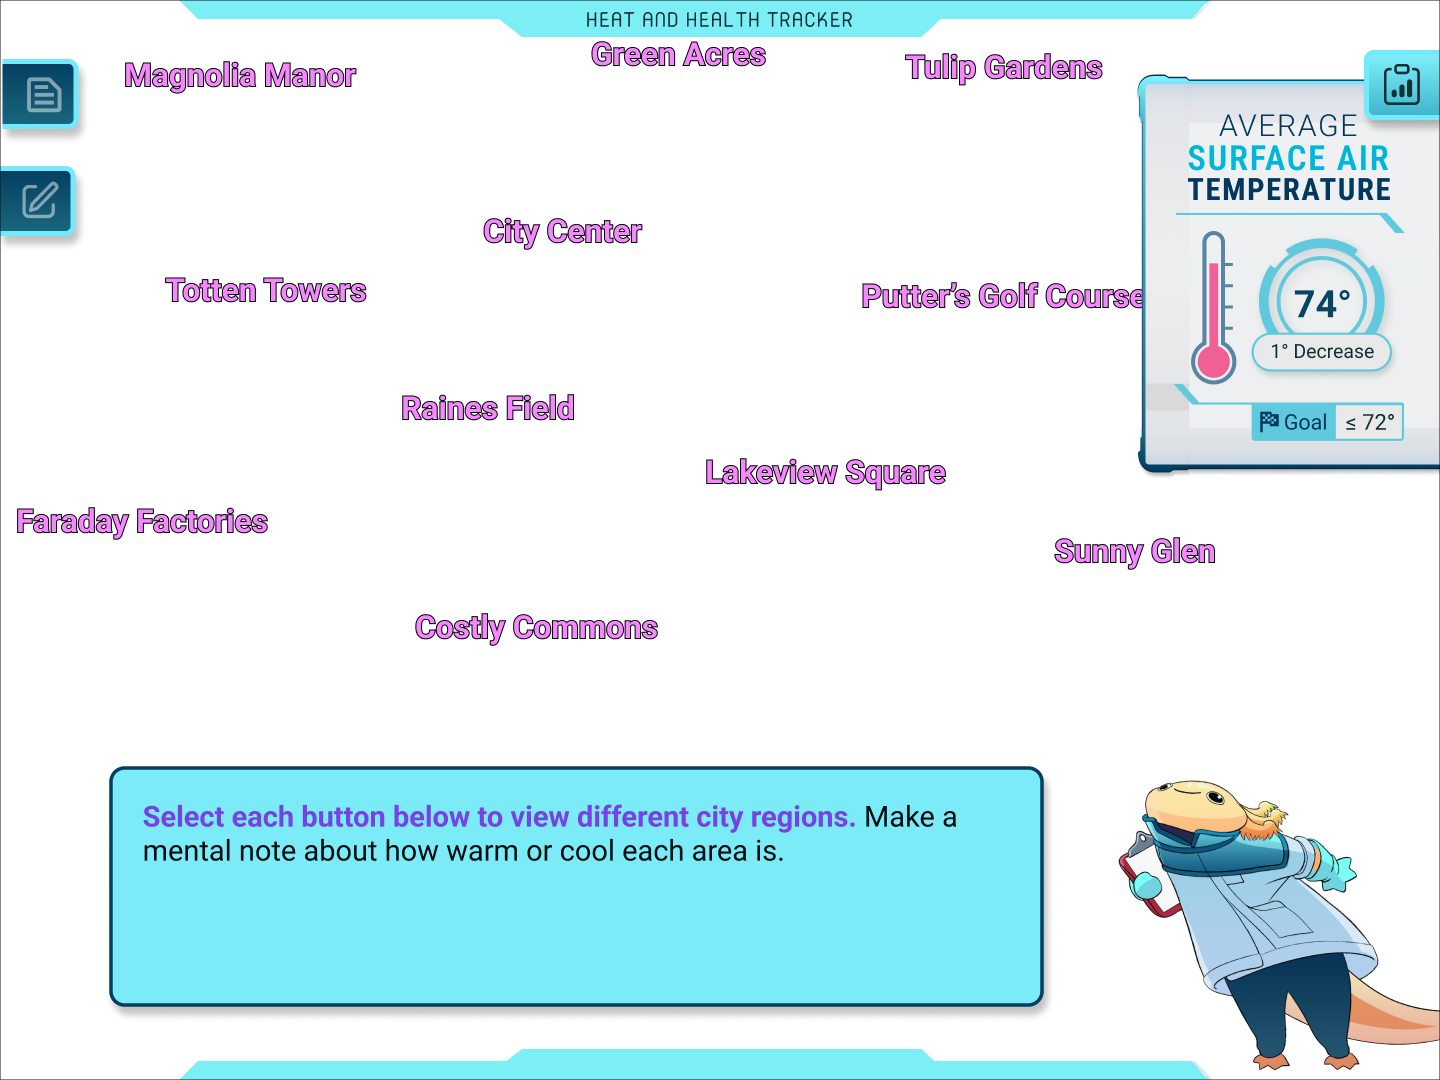 HEAT AND HEALTH TRACKER
Green Acres
Tulip Gardens
Magnolia Manor
City Center
Totten Towers
Putter's Golf Course
Raines Field
Lakeview Square
Faraday Factories
Sunny Glen
Costly Commons
AVERAGE
SURFACE AIR
TEMPERATURE
74°
1° Decrease
Goal ≤ 72°
Select each button below to view different city regions. Make a
mental note about how warm or cool each area is.